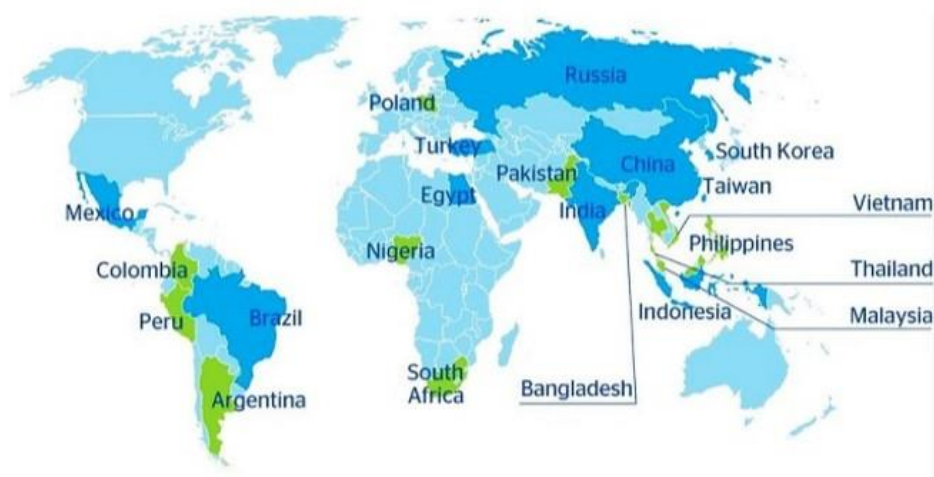 Russia
Poland
Turkey
South Korea
China
Pakistan
Taiwan
Egypt
India
Vietnam
Mexico
Nigeria
Philippines
Colombia
Thailand
Indonesia
Malaysia
Peru
Brazil
South
Africa
Bangladesh
Argentina